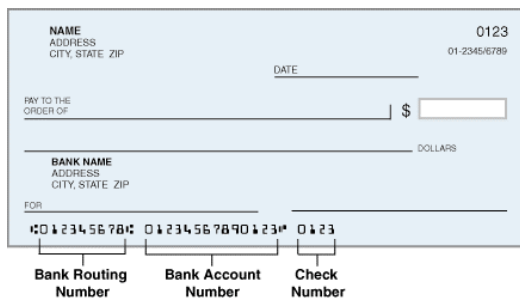 NAME
ADDRESS
CITY, STATE ZIP
0123
01-2345/6789
DATE
PAY TO THE
ORDER OF
$
DOLLARS
BANK NAME
ADDRESS
CITY, STATE ZIP
FOR
⑆012345678⑆ 01234567890123⑈ 0123
Bank Routing Number
Bank Account Number
Check Number